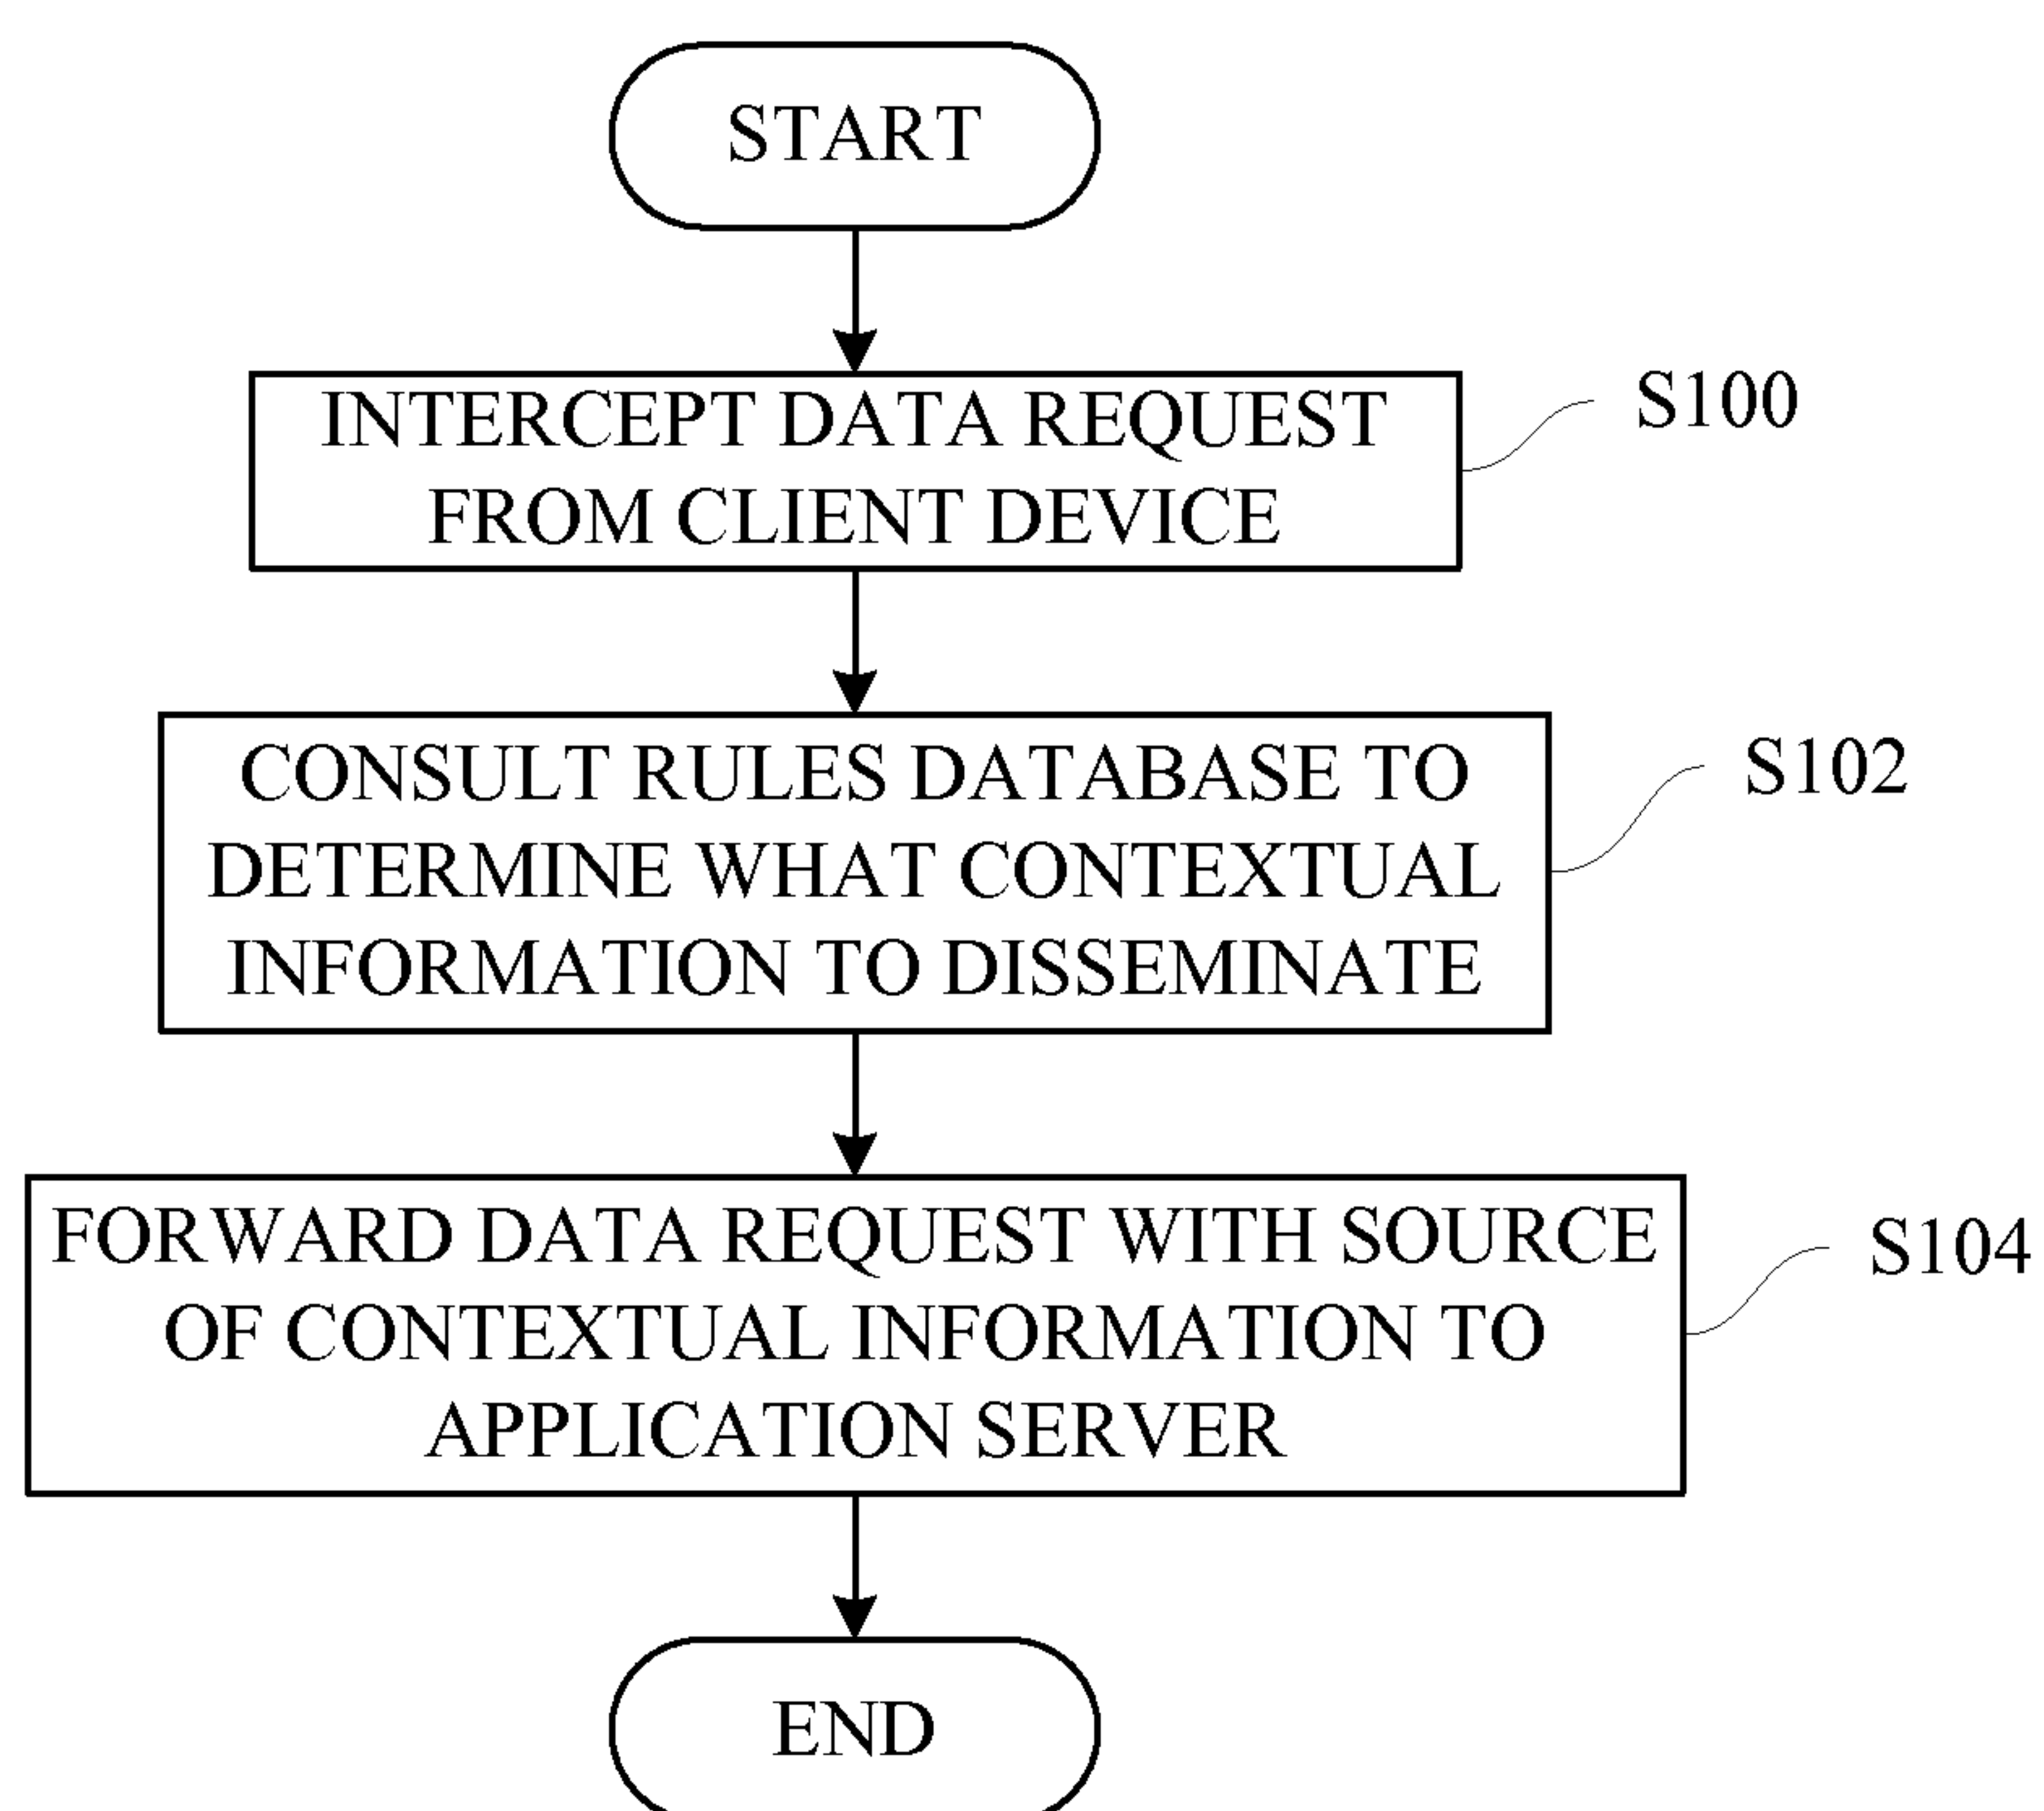 START
INTERCEPT DATA REQUEST
FROM CLIENT DEVICE
S100
CONSULT RULES DATABASE TO
DETERMINE WHAT CONTEXTUAL
INFORMATION TO DISSEMINATE
S102
FORWARD DATA REQUEST WITH SOURCE
OF CONTEXTUAL INFORMATION TO
APPLICATION SERVER
S104
END